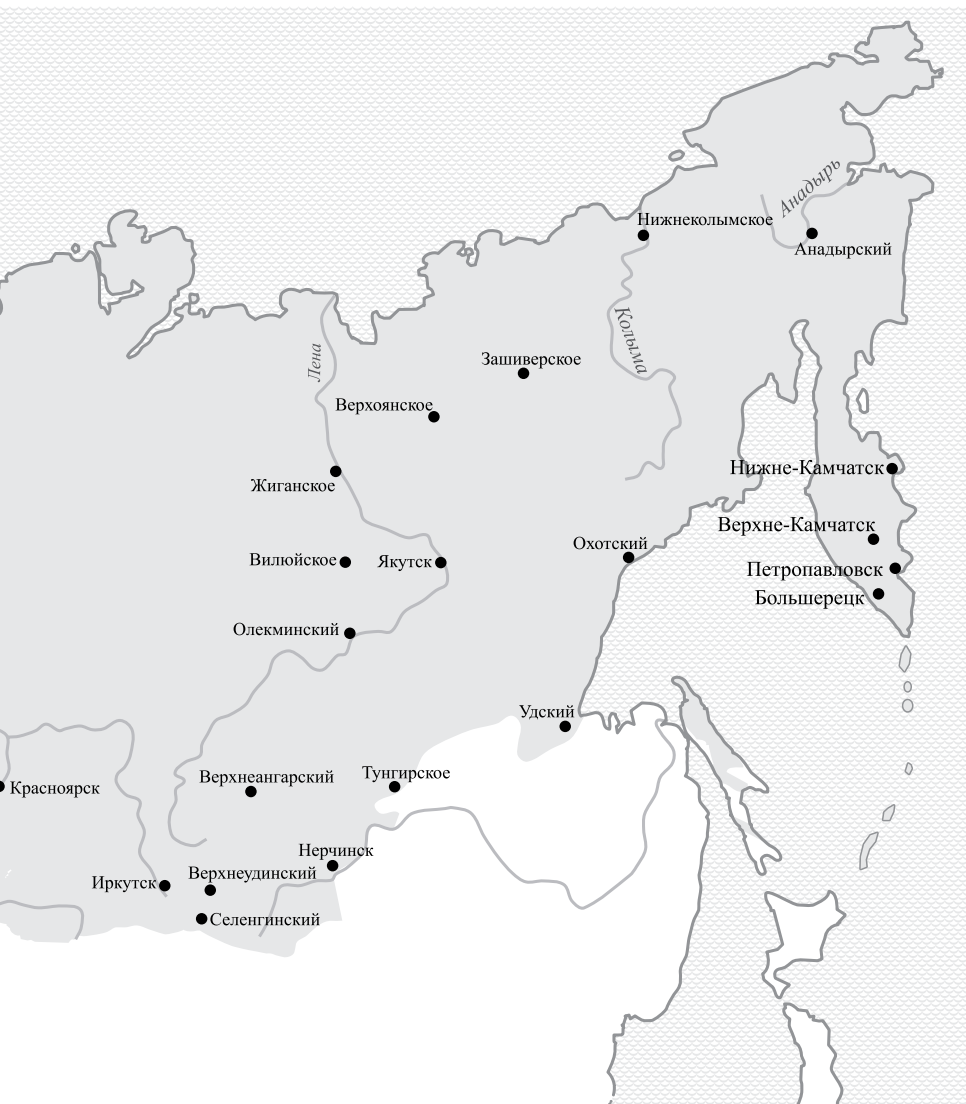 Анадырь
Нижнеколымское
Анадырский
Колыма
Лена
Зашиверское
Верхоянское
Нижне-Камчатск
Жиганское
Верхне-Камчатск
Охотский
Вилюйское
Якутск
Петропавловск
Большерецк
Олекминский
Удский
Верхнеангарский
Тунгирское
Красноярск
Нерчинск
Верхнеудинский
Иркутск
Селенгинский